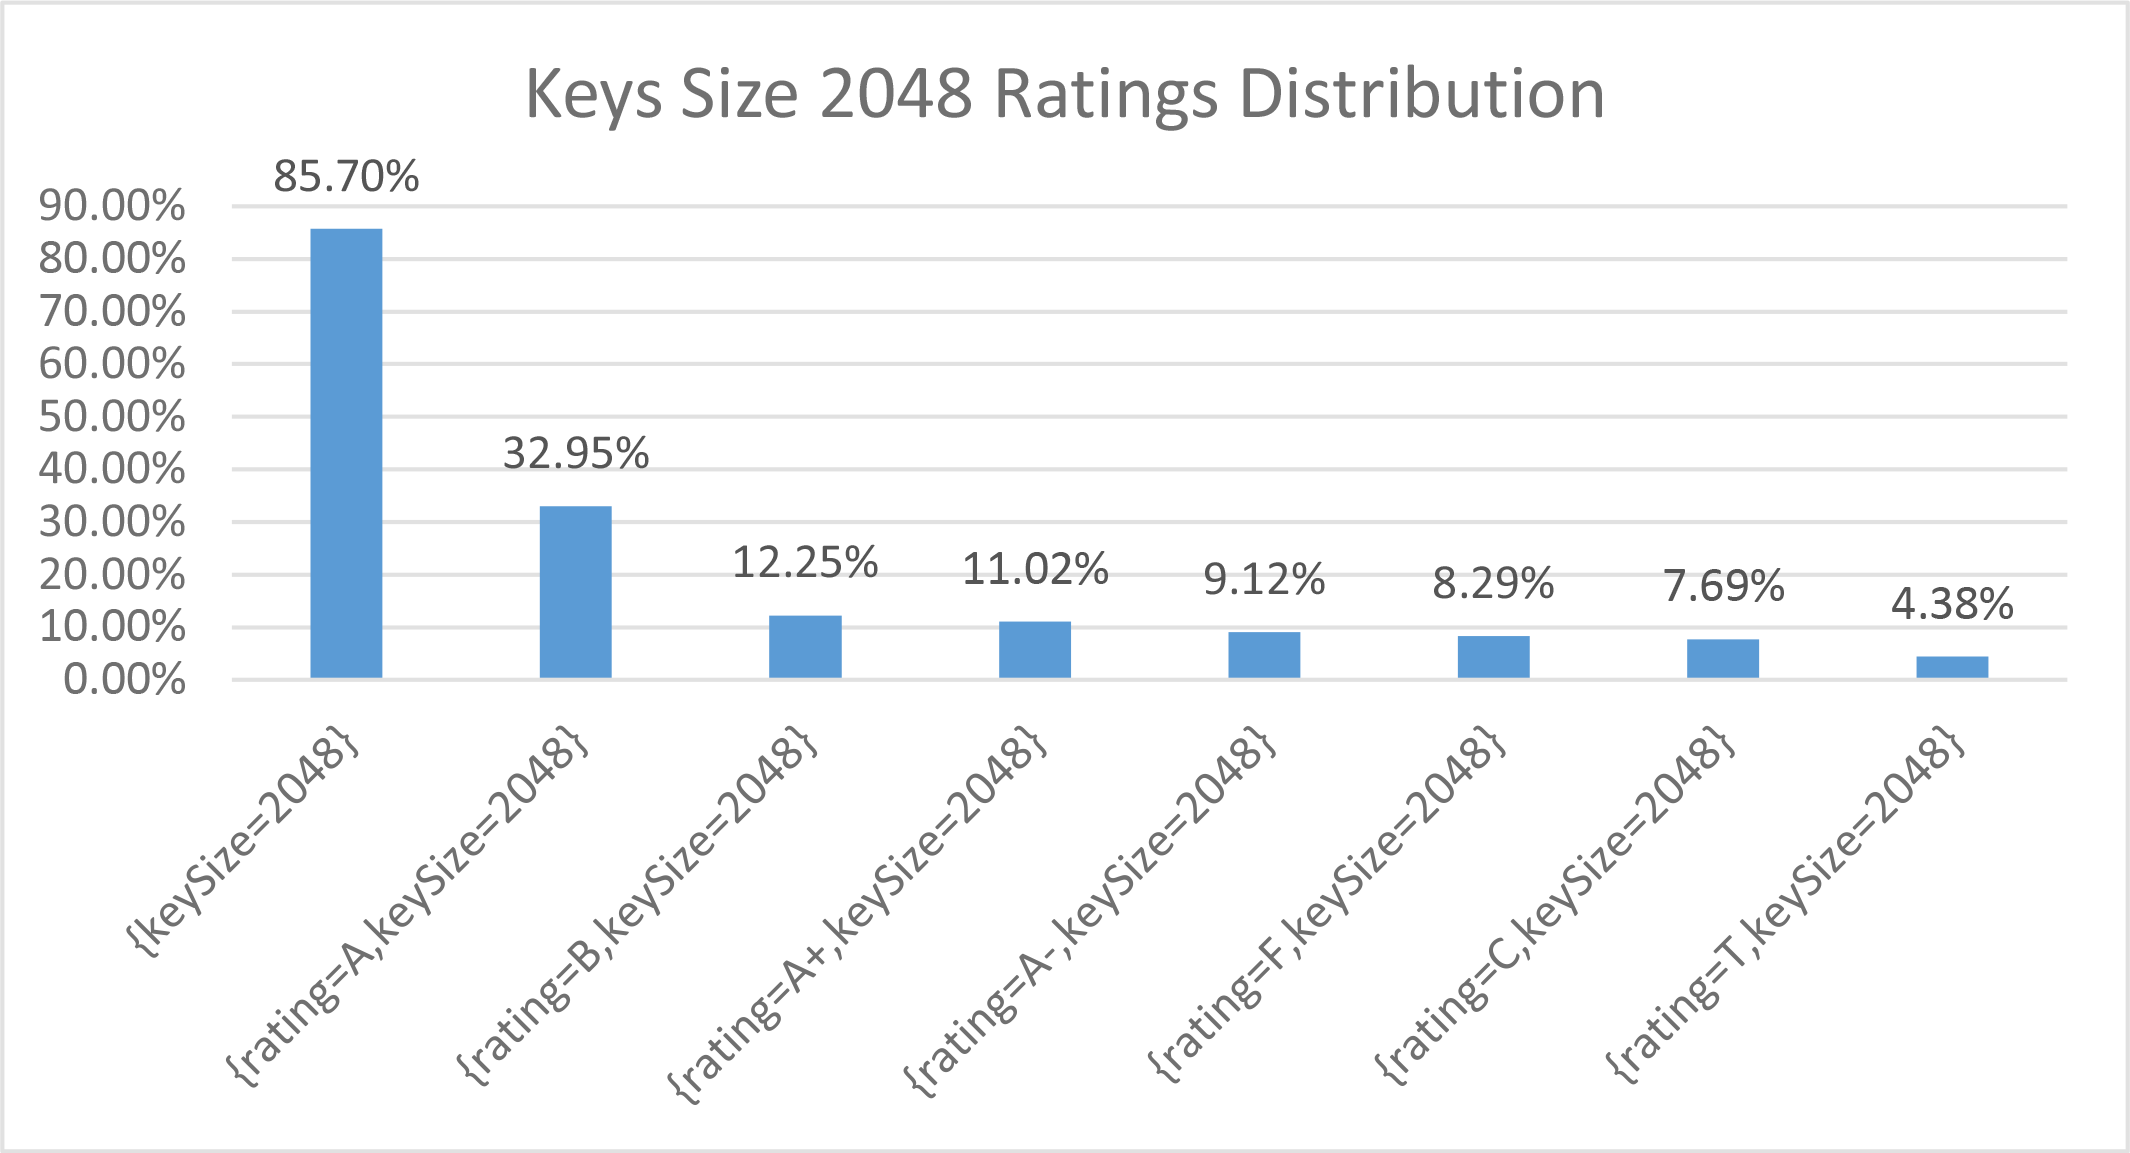 Keys Size 2048 Ratings Distribution
85.70%
32.95%
12.25%
11.02%
9.12%
8.29%
7.69%
4.38%
90.00%
80.00%
70.00%
60.00%
50.00%
40.00%
30.00%
20.00%
10.00%
0.00%
{keySize=2048}
{rating=A,keySize=2048}
{rating=B,keySize=2048}
{rating=A+,keySize=2048}
{rating=A-,keySize=2048}
{rating=F,keySize=2048}
{rating=C,keySize=2048}
{rating=T,keySize=2048}